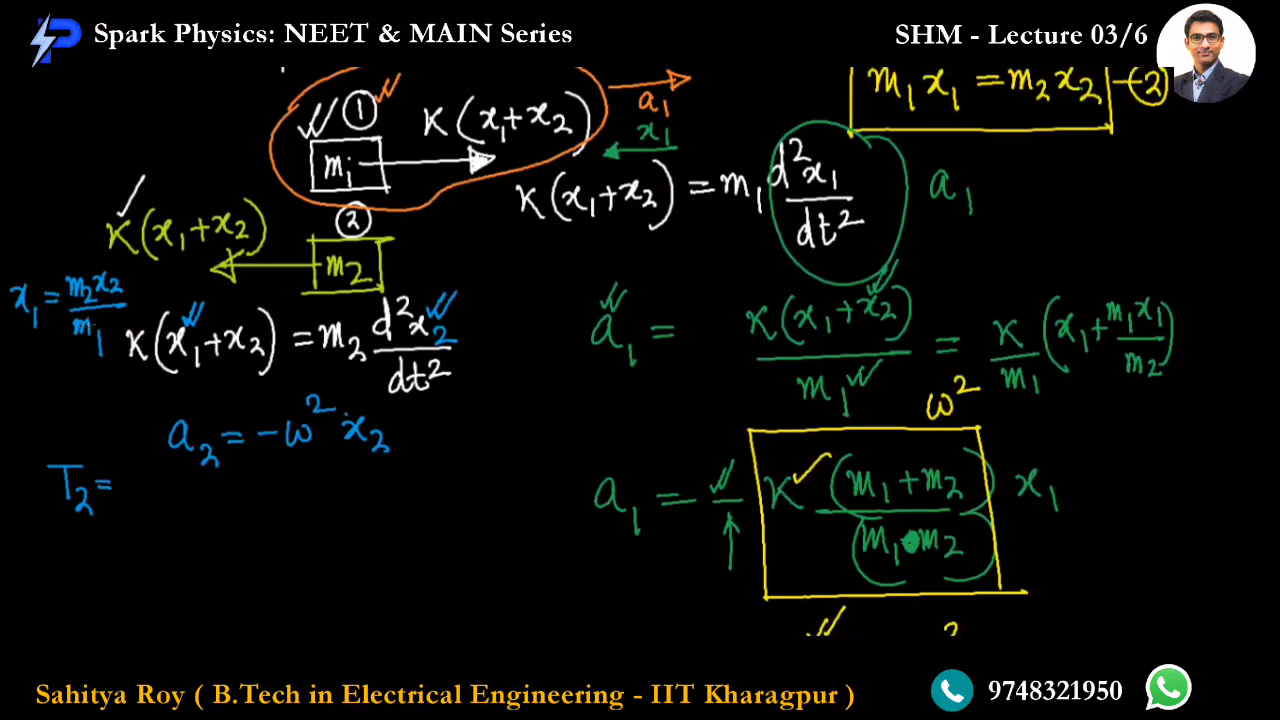 Spark Physics: NEET & MAIN Series
SHM - Lecture 03/6
m₁x₁ = m₂x₂ -②
① K(x₁+x₂)
m₁
a₁
x₁
K(x₁+x₂) = m₁ d²x₁/dt² a₁
②
K(x₁+x₂)
m₂
x₁ = m₂x₂/m₁
K(x₁+x₂) = m₂ d²x₂/dt²
a₁ = K(x₁+x₂)/m₁ = K/m₁ (x₁+m₁x₁/m₂)
a₂ = -ω² x₂
ω²
T₂ =
a₁ = - K (m₁+m₂)/(m₁•m₂) x₁
Sahitya Roy ( B.Tech in Electrical Engineering - IIT Kharagpur )
9748321950